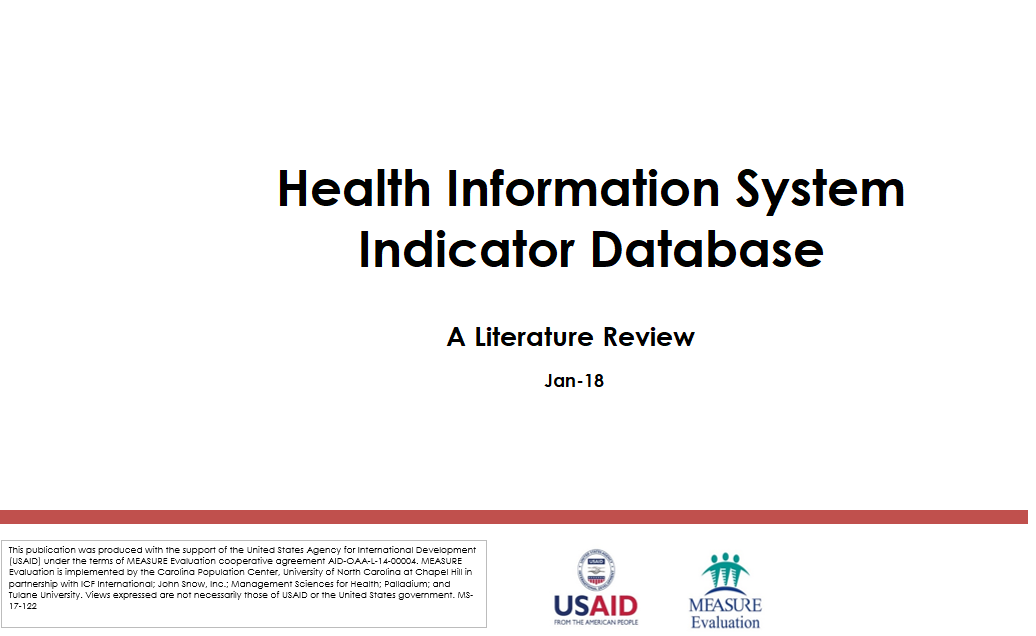 Health Information System
Indicator Database
A Literature Review
Jan-18
This publication was produced with the support of the United States Agency for International Development
(USAID) under the terms of MEASURE Evaluation cooperative agreement AID-OAA-L-14-00004. MEASURE
Evaluation is implemented by the Carolina Population Center, University of North Carolina at Chapel Hill in
partnership with ICF International; John Snow, Inc.; Management Sciences for Health; Palladium; and
Tulane University. Views expressed are not necessarily those of USAID or the United States government. MS-
17-122
USAID
FROM THE AMERICAN PEOPLE
MEASURE
Evaluation